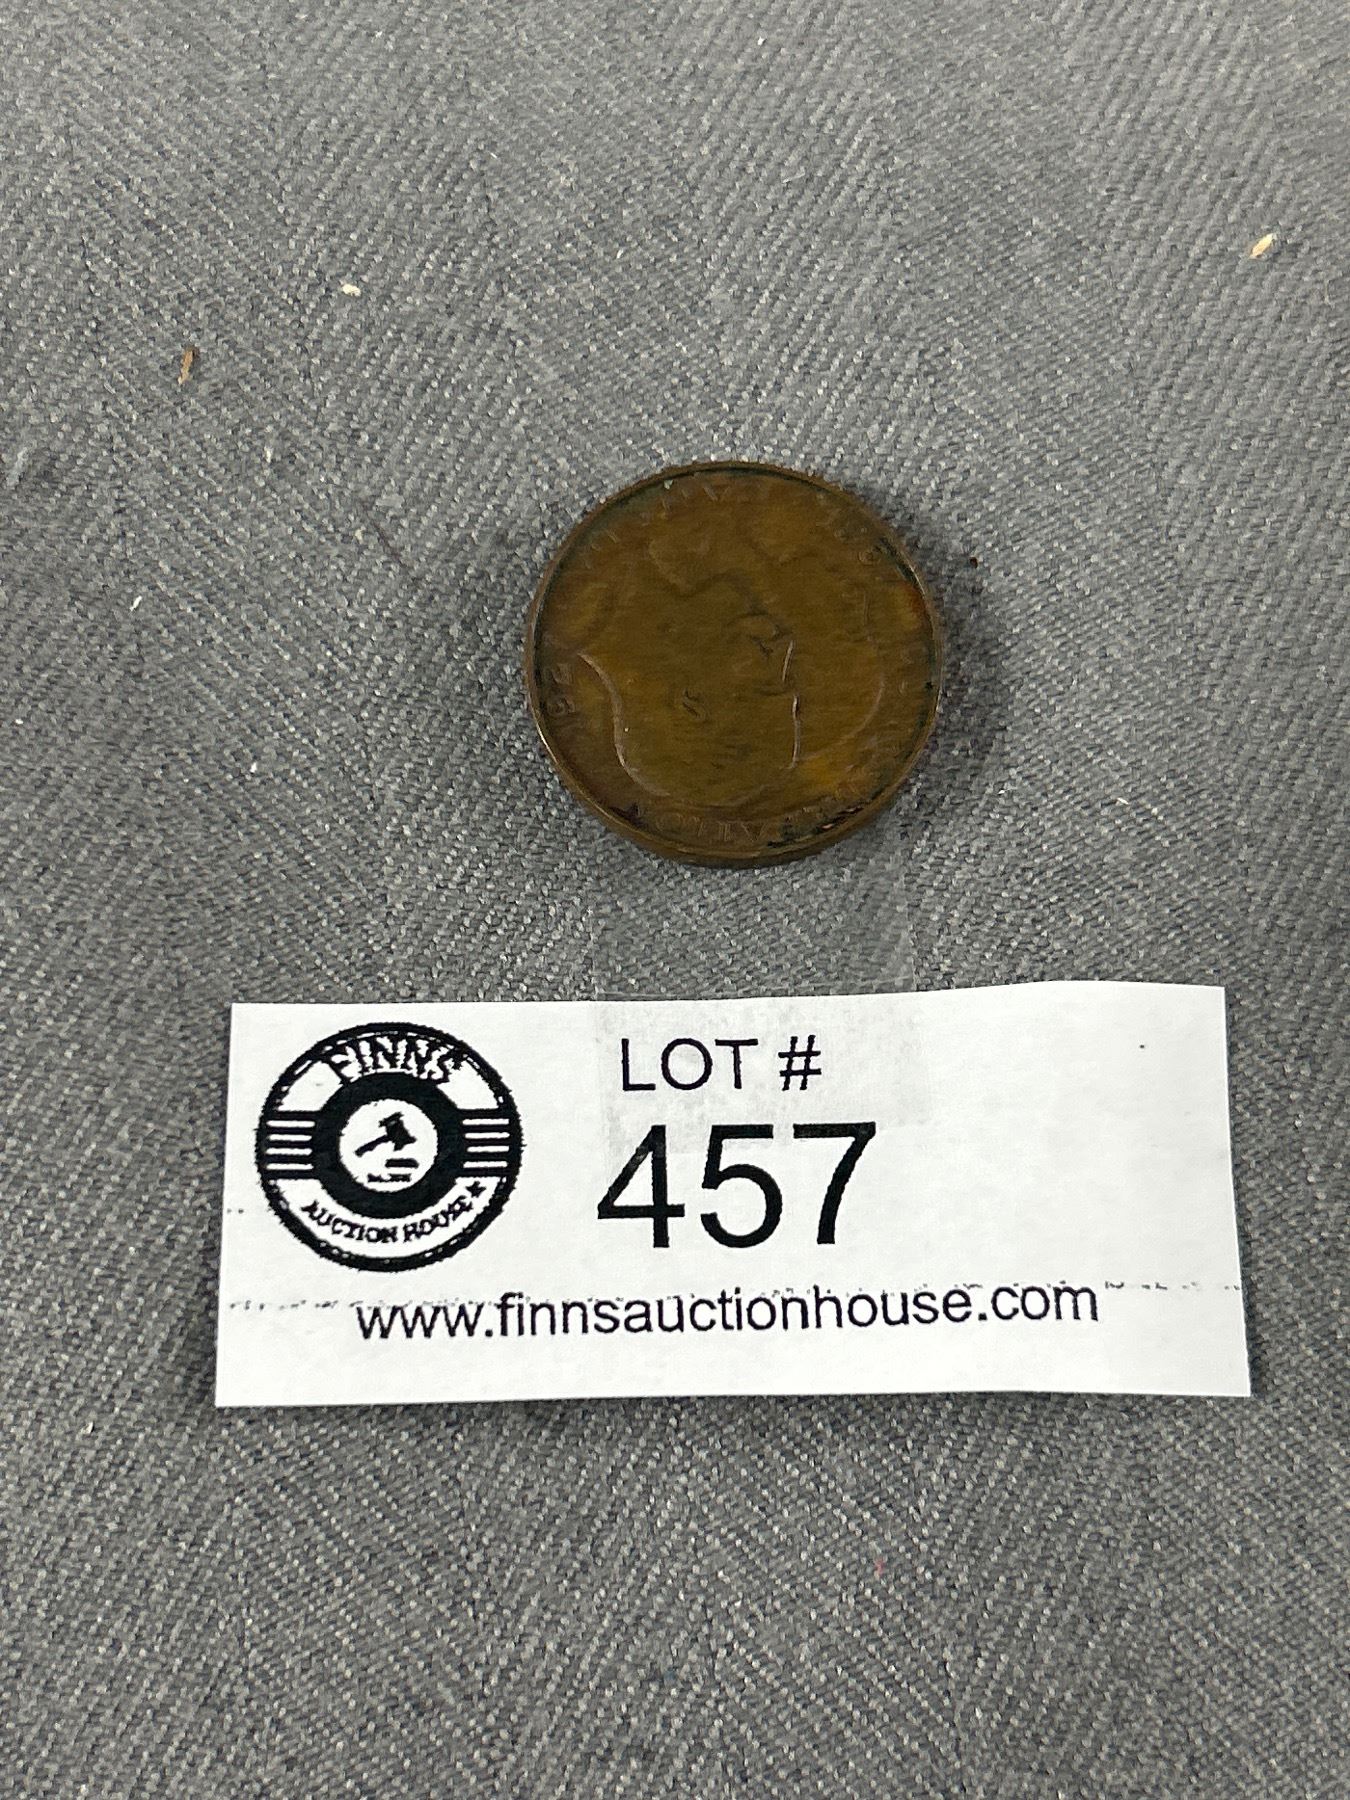 FINNS
AUCTION HOUSE
LOT #
457
www.finnsauctionhouse.com